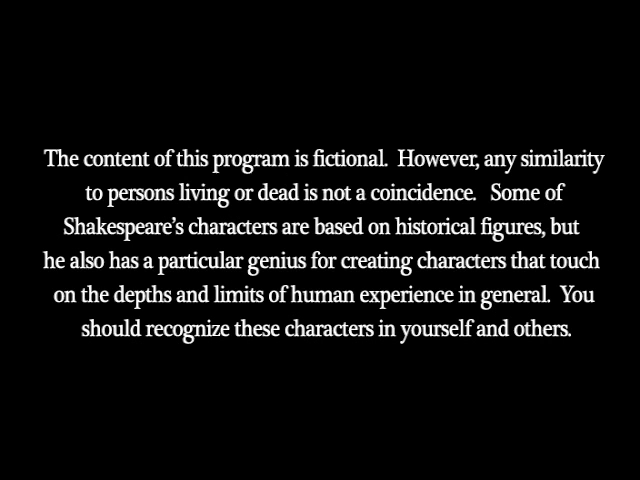 The content of this program is fictional.  However, any similarity
to persons living or dead is not a coincidence.   Some of
Shakespeare's characters are based on historical figures, but
he also has a particular genius for creating characters that touch
on the depths and limits of human experience in general.  You
should recognize these characters in yourself and others.